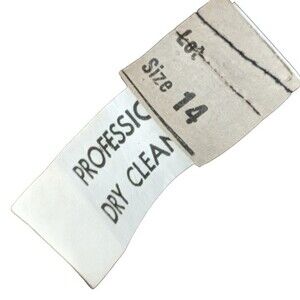 Lot
Size 14
PROFESSIC
DRY CLEAN